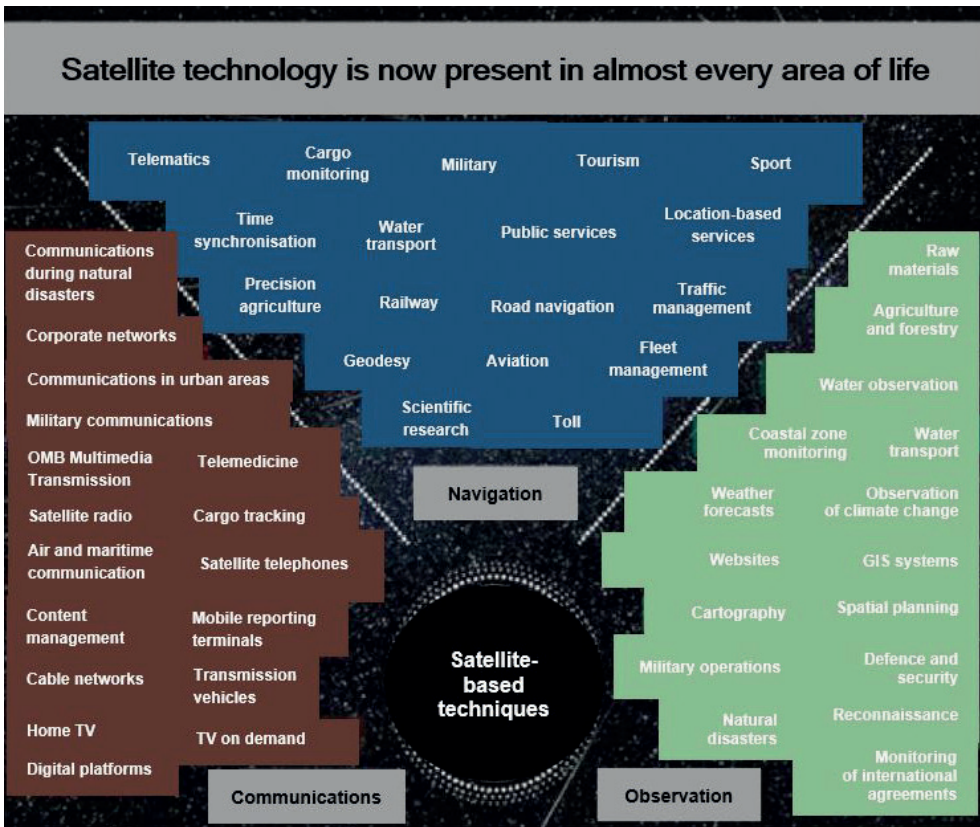 Satellite technology is now present in almost every area of life
Telematics
Cargo
monitoring
Military
Tourism
Sport
Time
synchronisation
Water
transport
Public services
Location-based
services
Precision
agriculture
Railway
Road navigation
Traffic
management
Geodesy
Aviation
Fleet
management
Scientific
research
Toll
Navigation
Communications
during natural
disasters
Corporate networks
Communications in urban areas
Military communications
OMB Multimedia
Transmission
Telemedicine
Satellite radio
Cargo tracking
Air and maritime
communication
Satellite telephones
Content
management
Mobile reporting
terminals
Cable networks
Transmission
vehicles
Home TV
TV on demand
Digital platforms
Communications
Satellite-
based
techniques
Raw
materials
Agriculture
and forestry
Water observation
Coastal zone
monitoring
Water
transport
Weather
forecasts
Observation
of climate change
Websites
GIS systems
Cartography
Spatial planning
Military operations
Defence and
security
Natural
disasters
Reconnaissance
Monitoring
of international
agreements
Observation